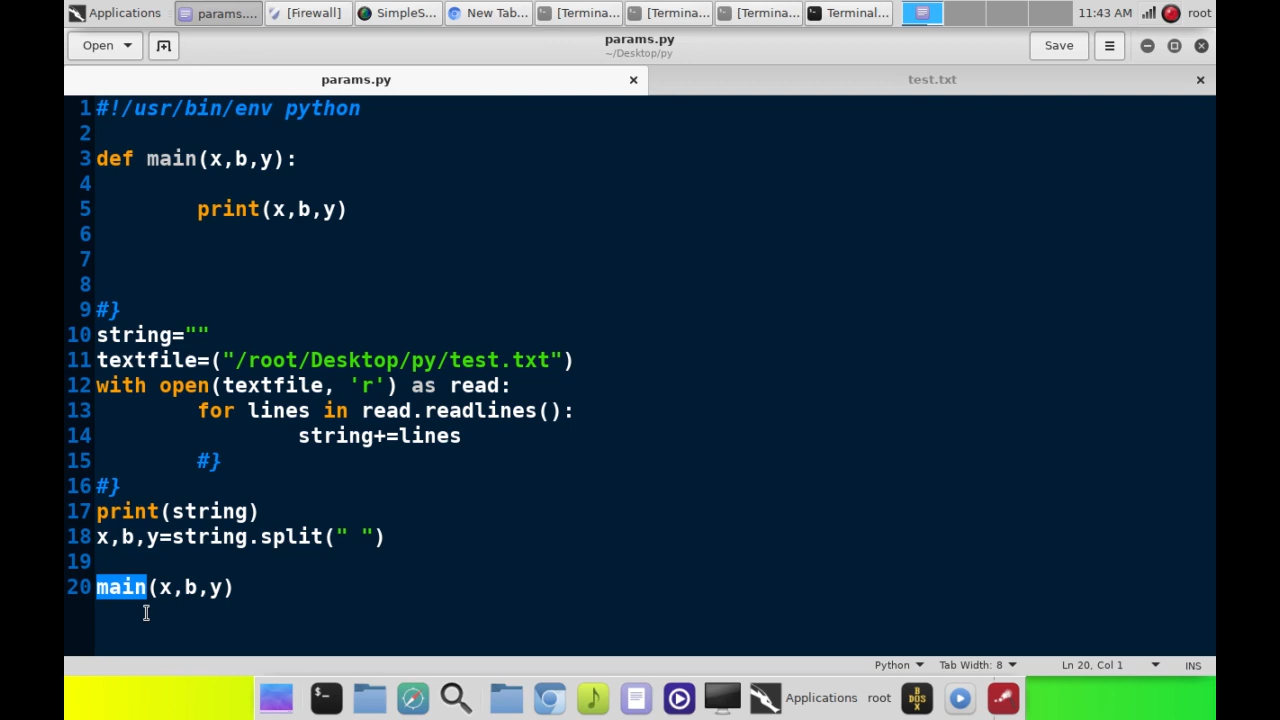 Applications params.... [Firewall] SimpleS... New Tab... [Termina... [Termina... [Termina... Terminal... 11:43 AM root
Open params.py Save
~/Desktop/py
params.py test.txt
1 #!/usr/bin/env python
2
3 def main(x,b,y):
4
5 print(x,b,y)
6
7
8
9 #}
10 string=""
11 textfile=("/root/Desktop/py/test.txt")
12 with open(textfile, 'r') as read:
13 for lines in read.readlines():
14 string+=lines
15 #}
16 #}
17 print(string)
18 x,b,y=string.split(" ")
19
20 main(x,b,y)
Python Tab Width: 8 Ln 20, Col 1 INS
Applications root